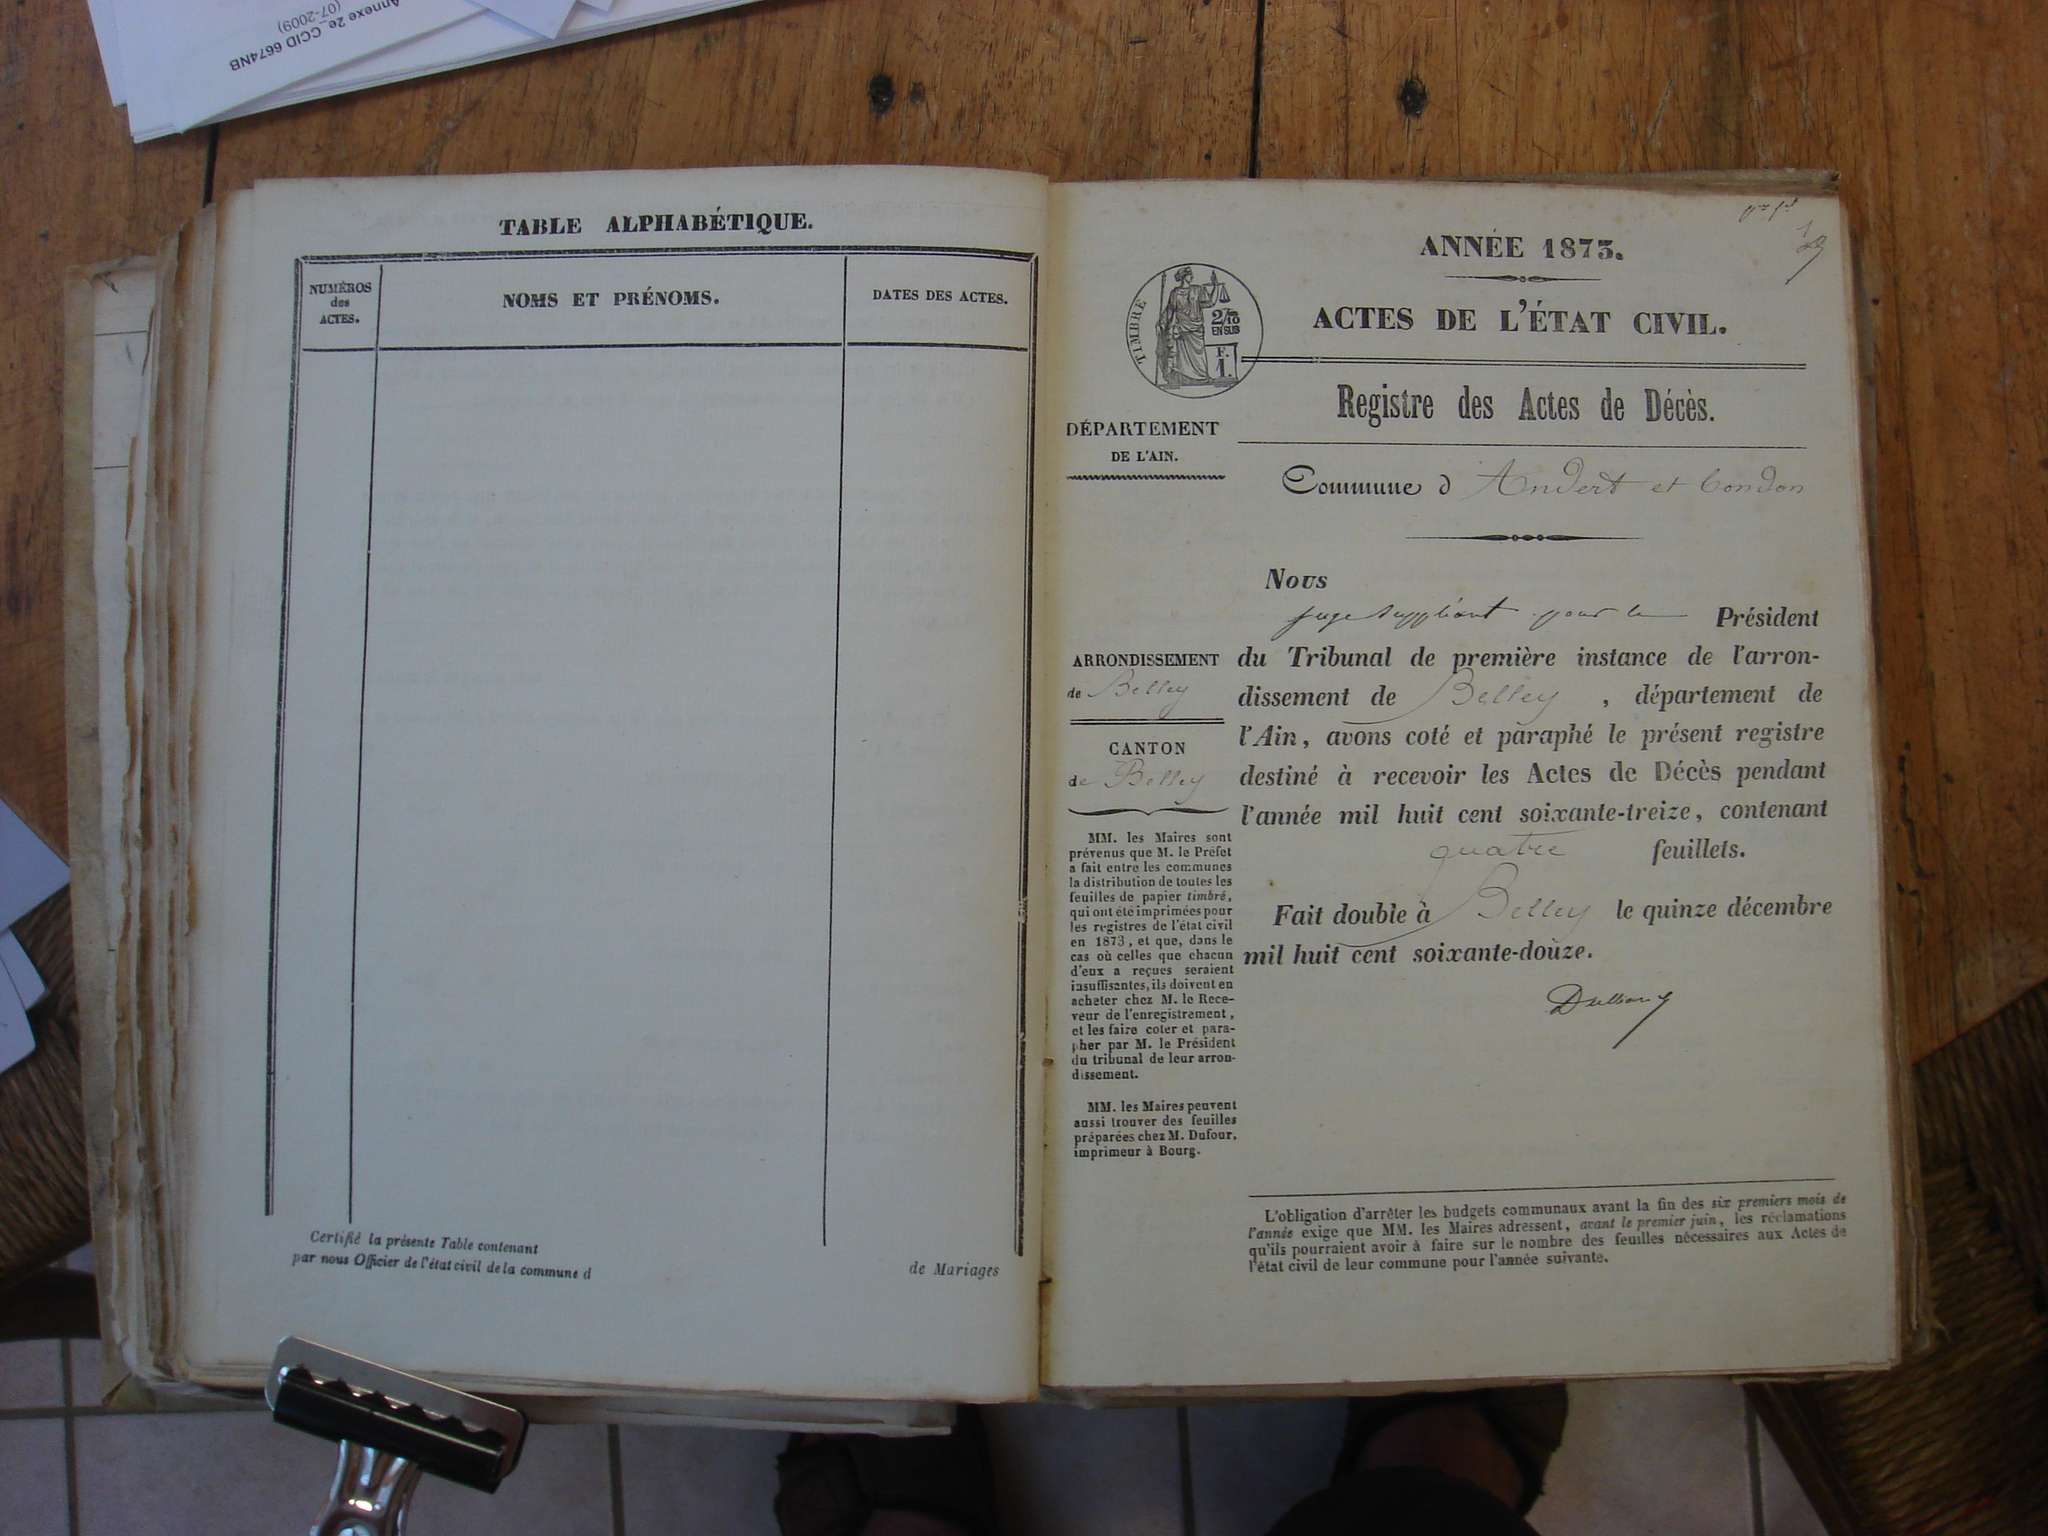 Annexe 2e_CCID 6674NB
(07-2009)
TABLE ALPHABÉTIQUE.
NUMÉROS
des
ACTES.
NOMS ET PRÉNOMS.
DATES DES ACTES.
Certifié la présente Table contenant
de Mariages
par nous Officier de l'état civil de la commune d
ANNÉE 1873.
ACTES DE L'ÉTAT CIVIL.
TIMBRE
2/10
EN SUS
F.
1.
Registre des Actes de Décès.
DÉPARTEMENT
DE L'AIN.
Commune d Andert et Condon
Nous
juge suppléant pour le Président
du Tribunal de première instance de l'arron-
dissement de Belley, département de
l'Ain, avons coté et paraphé le présent registre
destiné à recevoir les Actes de Décès pendant
l'année mil huit cent soixante-treize, contenant
quatre feuillets.
Fait double à Belley le quinze décembre
mil huit cent soixante-douze.
ARRONDISSEMENT
de Belley
CANTON
de Belley
MM. les Maires sont
prévenus que M. le Préfet
a fait entre les communes
la distribution de toutes les
feuilles de papier timbré,
qui ont été imprimées pour
les registres de l'état civil
en 1873, et que, dans le
cas où celles que chacun
d'eux a reçues seraient
insuffisantes, ils doivent en
acheter chez M. le Rece-
veur de l'enregistrement,
et les faire coter et para-
pher par M. le Président
du tribunal de leur arron-
dissement.
MM. les Maires peuvent
aussi trouver des feuilles
préparées chez M. Dufour,
imprimeur à Bourg.
L'obligation d'arrêter les budgets communaux avant la fin des six premiers mois de
l'année exige que MM. les Maires adressent, avant le premier juin, les réclamations
qu'ils pourraient avoir à faire sur le nombre des feuilles nécessaires aux Actes de
l'état civil de leur commune pour l'année suivante.